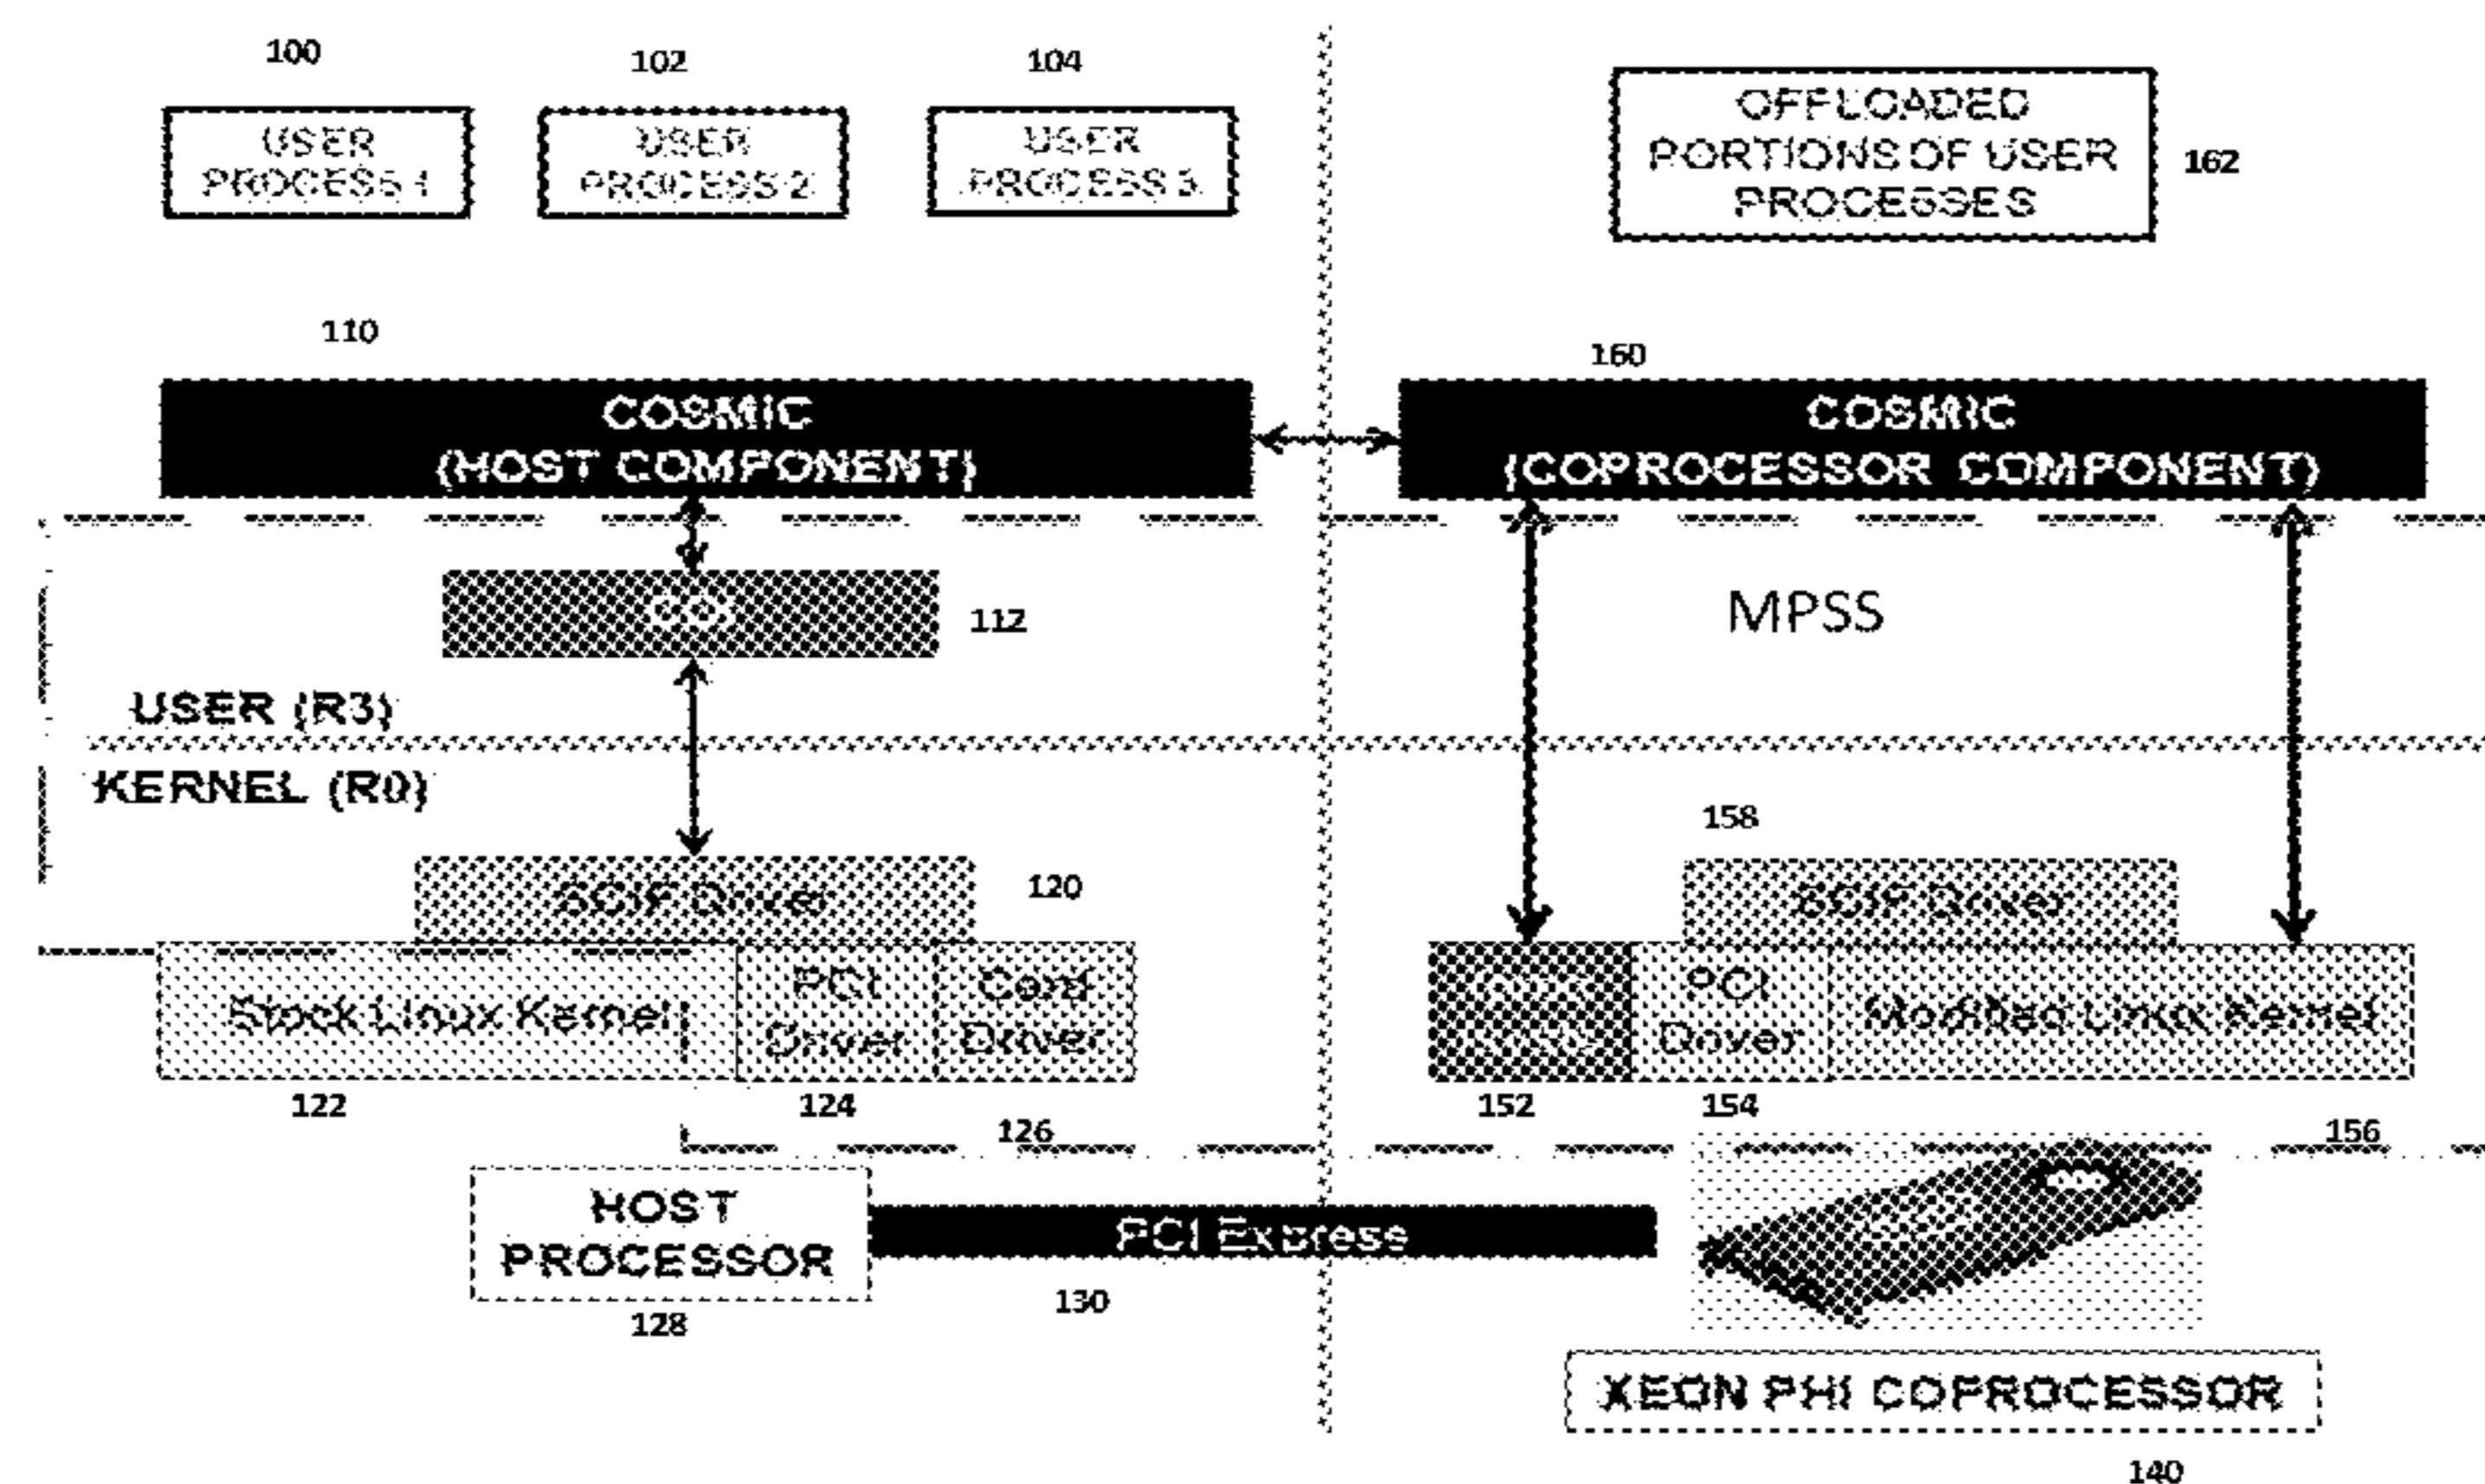 100
102
104
USER
PROCESS 1
USER
PROCESS 2
USER
PROCESS 3
OFFLOADED
PORTIONS OF USER
PROCESSES
162
110
160
COSMIC
(HOST COMPONENT)
COSMIC
(COPROCESSOR COMPONENT)
112
MPSS
USER (R3)
KERNEL (R0)
158
SCIF Driver
120
SCIF Driver
Stock Linux Kernel
PCI
Driver
Card
Driver
PCI
Driver
Modified Linux Kernel
122
124
126
152
154
156
HOST
PROCESSOR
PCI Express
128
130
XEON PHI COPROCESSOR
140